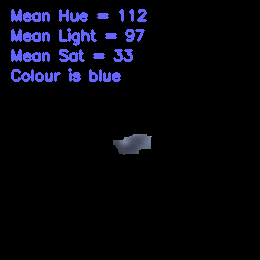 Mean Hue = 112
Mean Light = 97
Mean Sat = 33
Colour is blue